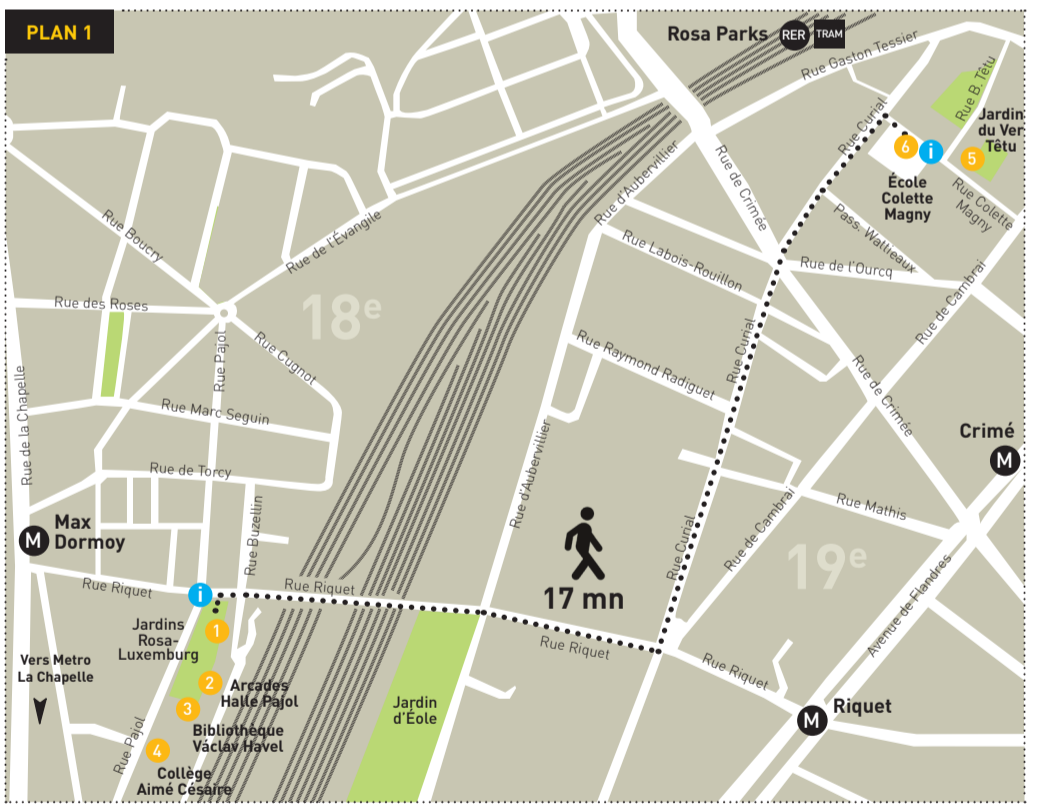 PLAN 1
Rosa Parks RER TRAM
Rue Gaston Tessier
Rue B. Têtu
Jardin
du Ver
Têtu
Rue Curial
6
i
5
École
Colette
Magny
Rue Colette
Magny
Rue de Crimée
Rue d'Aubervillier
Pass. Wattieaux
Rue Labois-Rouillon
Rue de l'Ourcq
Rue de Cambrai
Rue Boucry
Rue de l'Évangile
Rue des Roses
18e
Rue Pajol
Rue Cugnot
Rue Curial
Rue Raymond Radiguet
Rue de Crimée
Rue de la Chapelle
Rue Marc Seguin
Crimé
M
Rue d'Aubervillier
Rue de Torcy
Rue Mathis
Rue de Cambrai
Rue Buzellin
M
Max
Dormoy
Rue Curial
19e
17 mn
Avenue de Flandres
Rue Riquet
i
Rue Riquet
Rue Riquet
Rue Riquet
Jardins
Rosa-
Luxemburg
1
Vers Metro
La Chapelle
2
Arcades
Halle Pajol
3
Bibliothèque
Václav Havel
Jardin
d'Éole
M
Riquet
Rue Pajol
4
Collège
Aimé Césaire